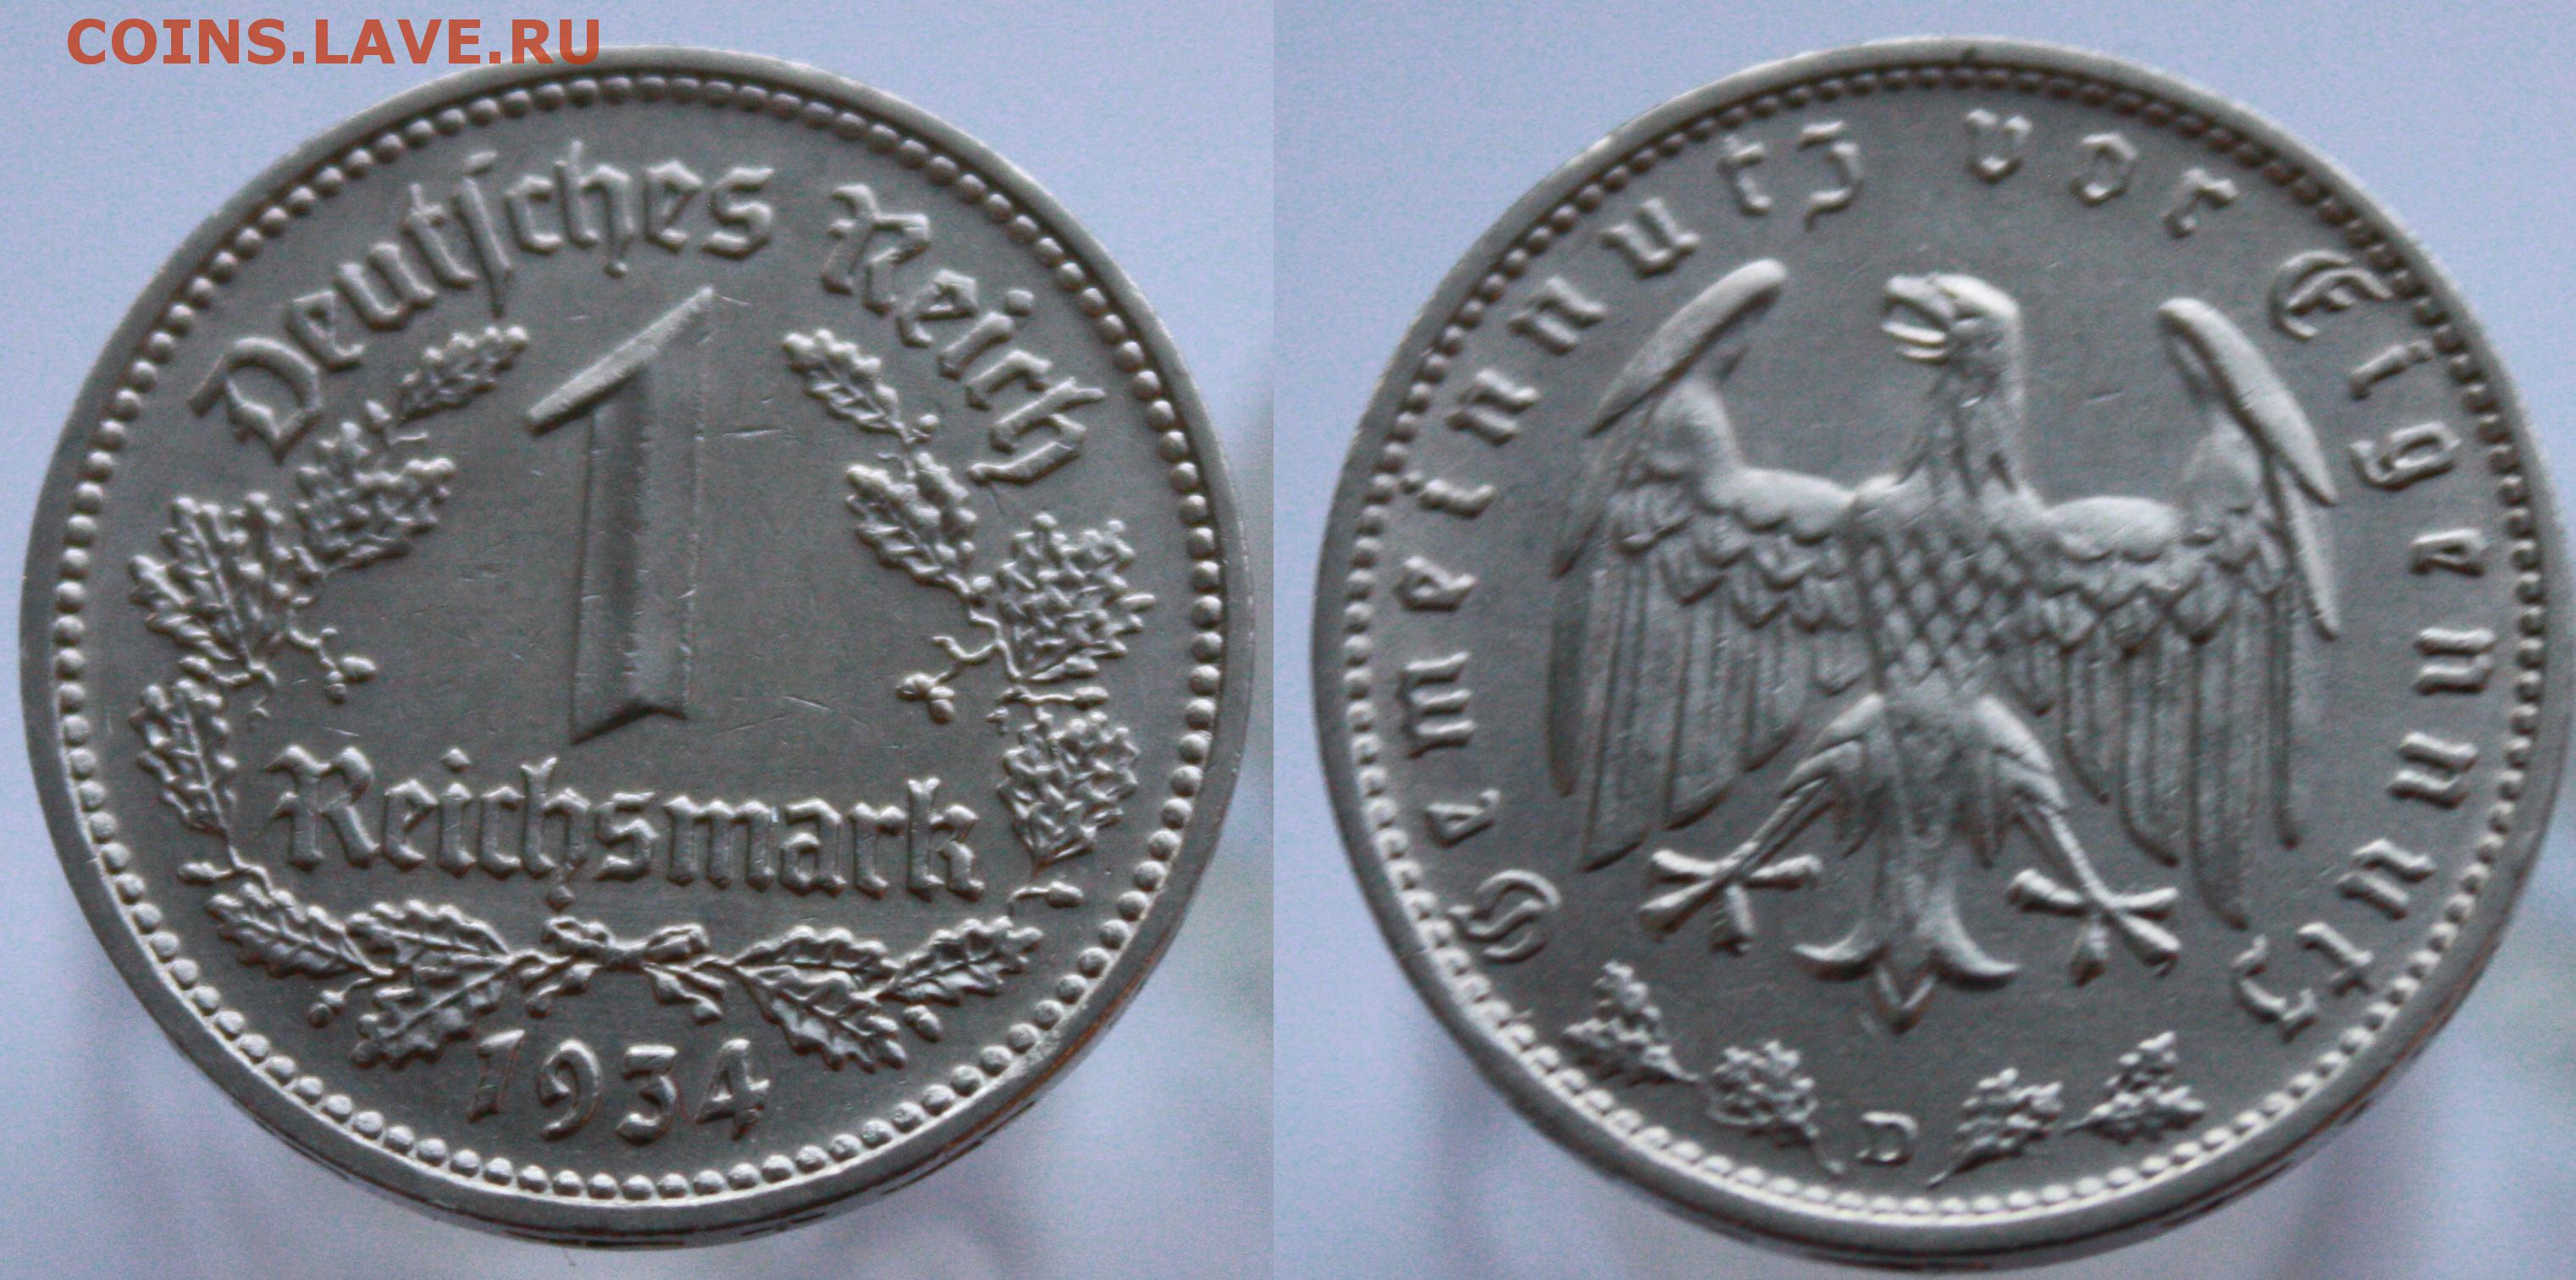 COINS.LAVE.RU
Deutſches Reich
1
Reichsmark
1934
Gemeinnutz vor Eigennutz
D